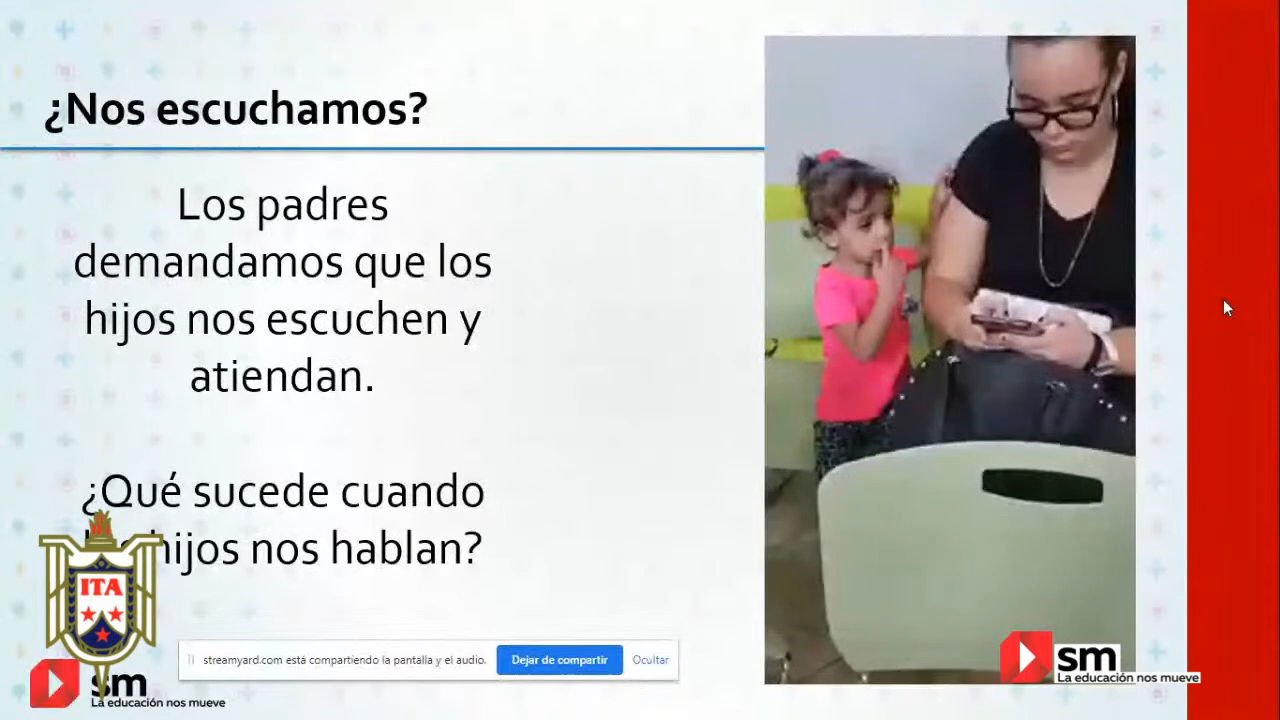 ¿Nos escuchamos?
Los padres
demandamos que los
hijos nos escuchen y
atiendan.
¿Qué sucede cuando
hijos nos hablan?
ITA
streamyard.com está compartiendo la pantalla y el audio.
Dejar de compartir
Ocultar
sm
La educación nos mueve
sm
La educación nos mueve